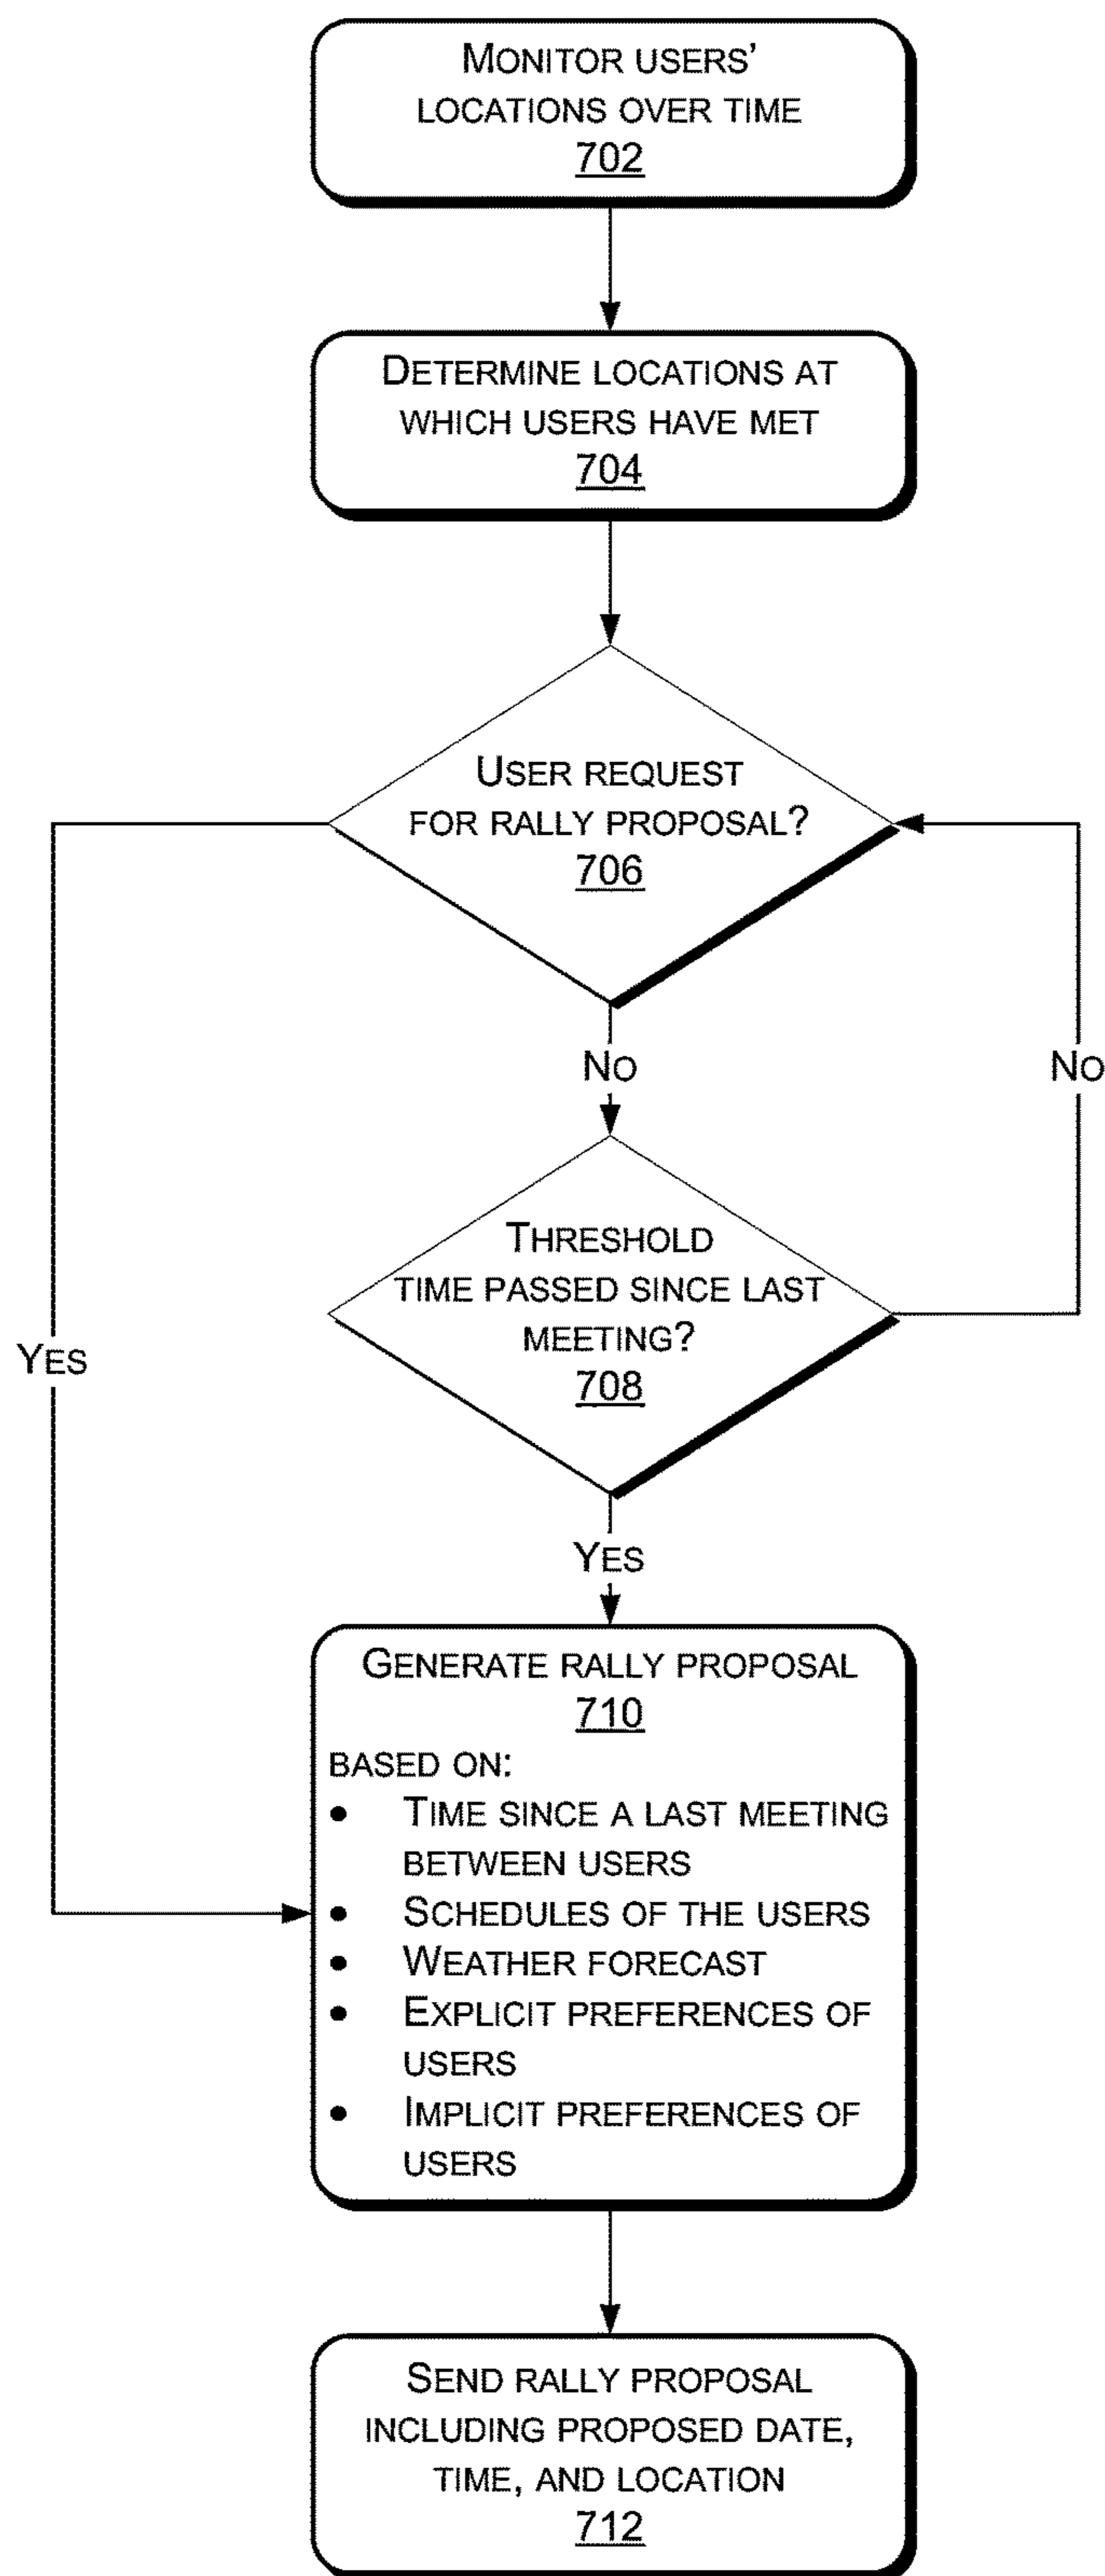 MONITOR USERS'
LOCATIONS OVER TIME
702
DETERMINE LOCATIONS AT
WHICH USERS HAVE MET
704
USER REQUEST
FOR RALLY PROPOSAL?
706
NO
NO
THRESHOLD
TIME PASSED SINCE LAST
MEETING?
708
YES
YES
GENERATE RALLY PROPOSAL
710
BASED ON:
• TIME SINCE A LAST MEETING
BETWEEN USERS
• SCHEDULES OF THE USERS
• WEATHER FORECAST
• EXPLICIT PREFERENCES OF
USERS
• IMPLICIT PREFERENCES OF
USERS
SEND RALLY PROPOSAL
INCLUDING PROPOSED DATE,
TIME, AND LOCATION
712